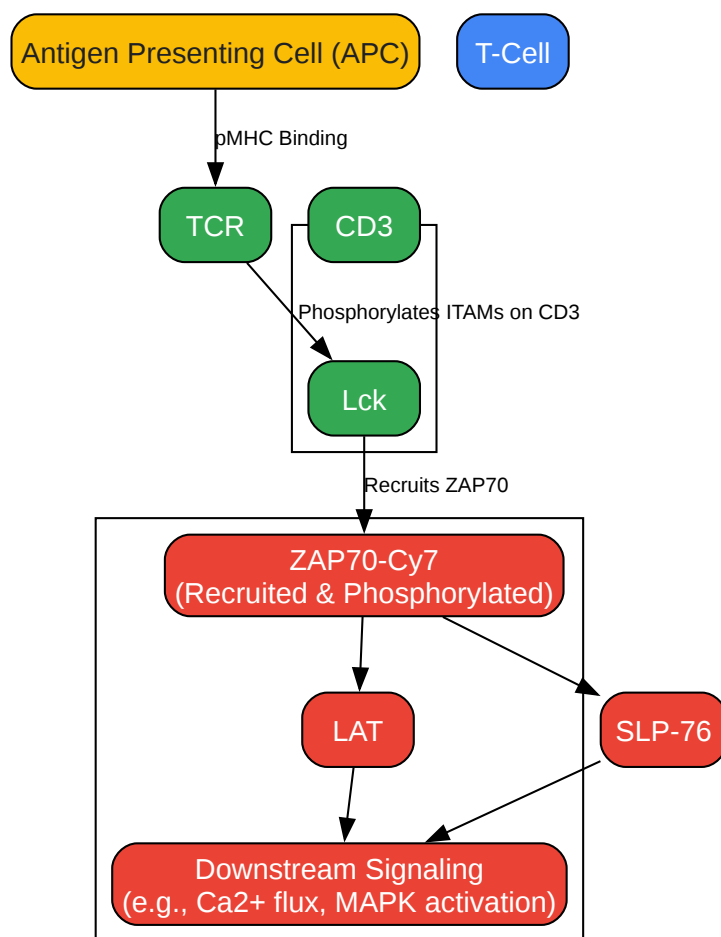 Antigen Presenting Cell (APC)
T-Cell
pMHC Binding
TCR
CD3
Phosphorylates ITAMs on CD3
Lck
Recruits ZAP70
ZAP70-Cy7
(Recruited & Phosphorylated)
LAT
SLP-76
Downstream Signaling
(e.g., Ca2+ flux, MAPK activation)